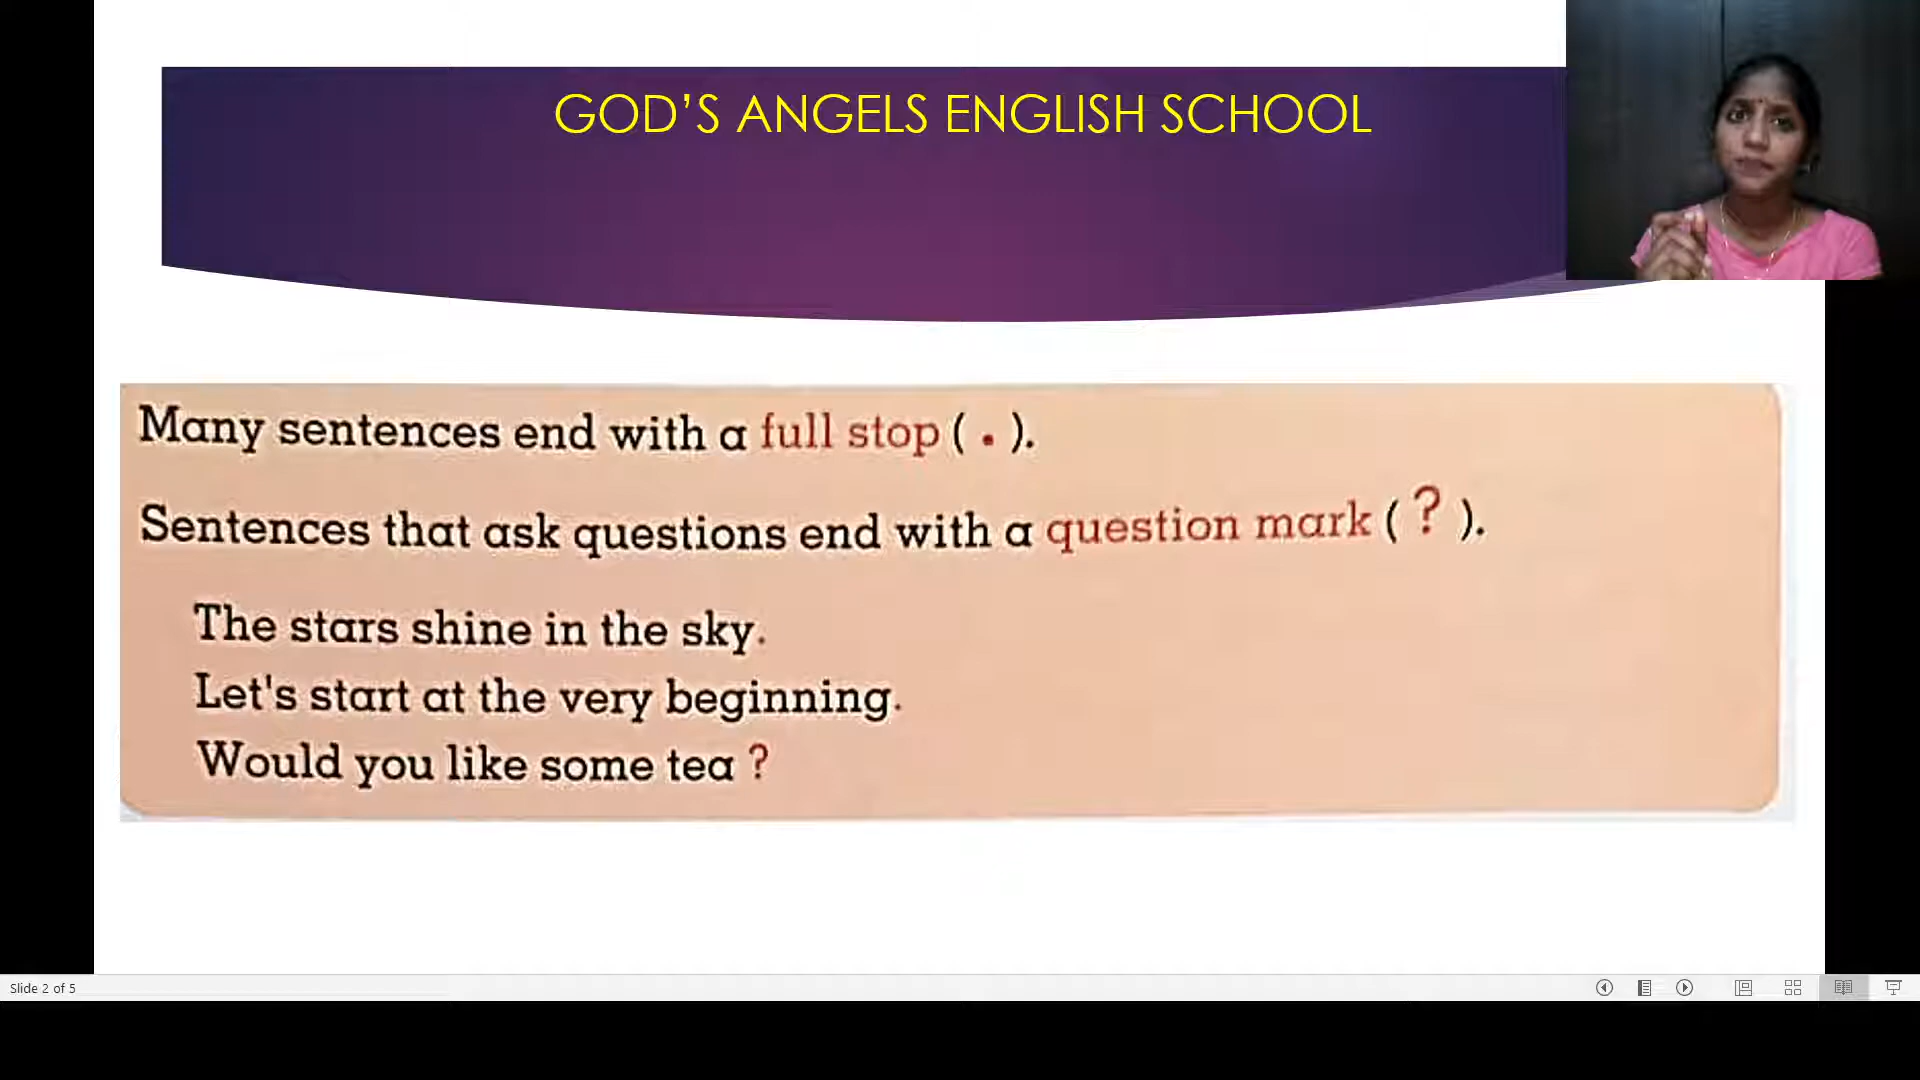 GOD’S ANGELS ENGLISH SCHOOL
Many sentences end with a full stop ( . ).
Sentences that ask questions end with a question mark ( ? ).
The stars shine in the sky.
Let's start at the very beginning.
Would you like some tea ?
Slide 2 of 5